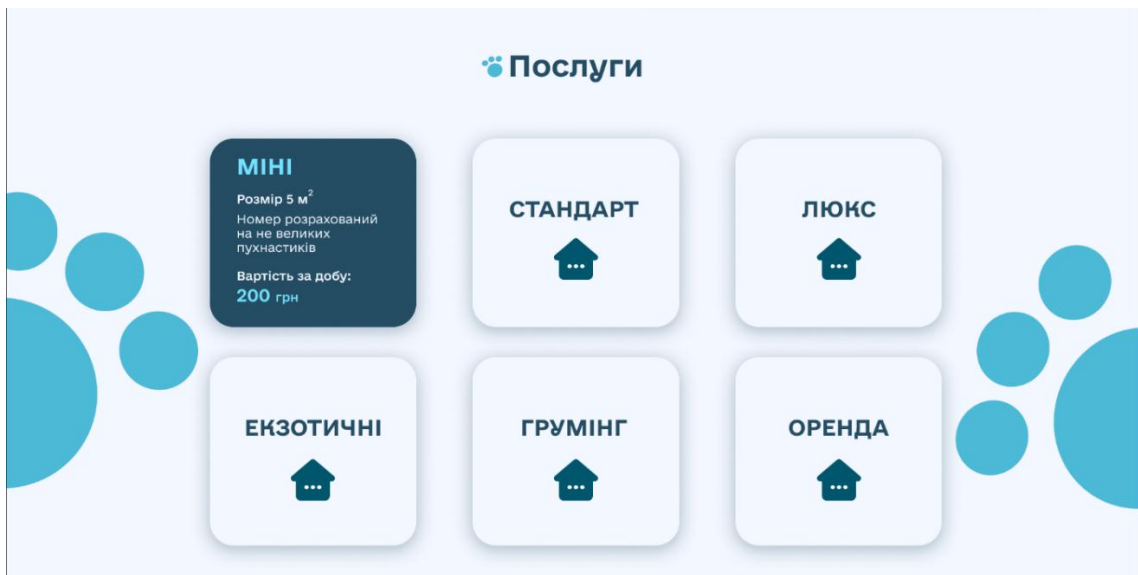 Послуги
МІНІ
Розмір 5 м²
Номер розрахований
на не великих
пухнастиків
Вартість за добу:
200 грн
СТАНДАРТ
ЛЮКС
ЕКЗОТИЧНІ
ГРУМІНГ
ОРЕНДА